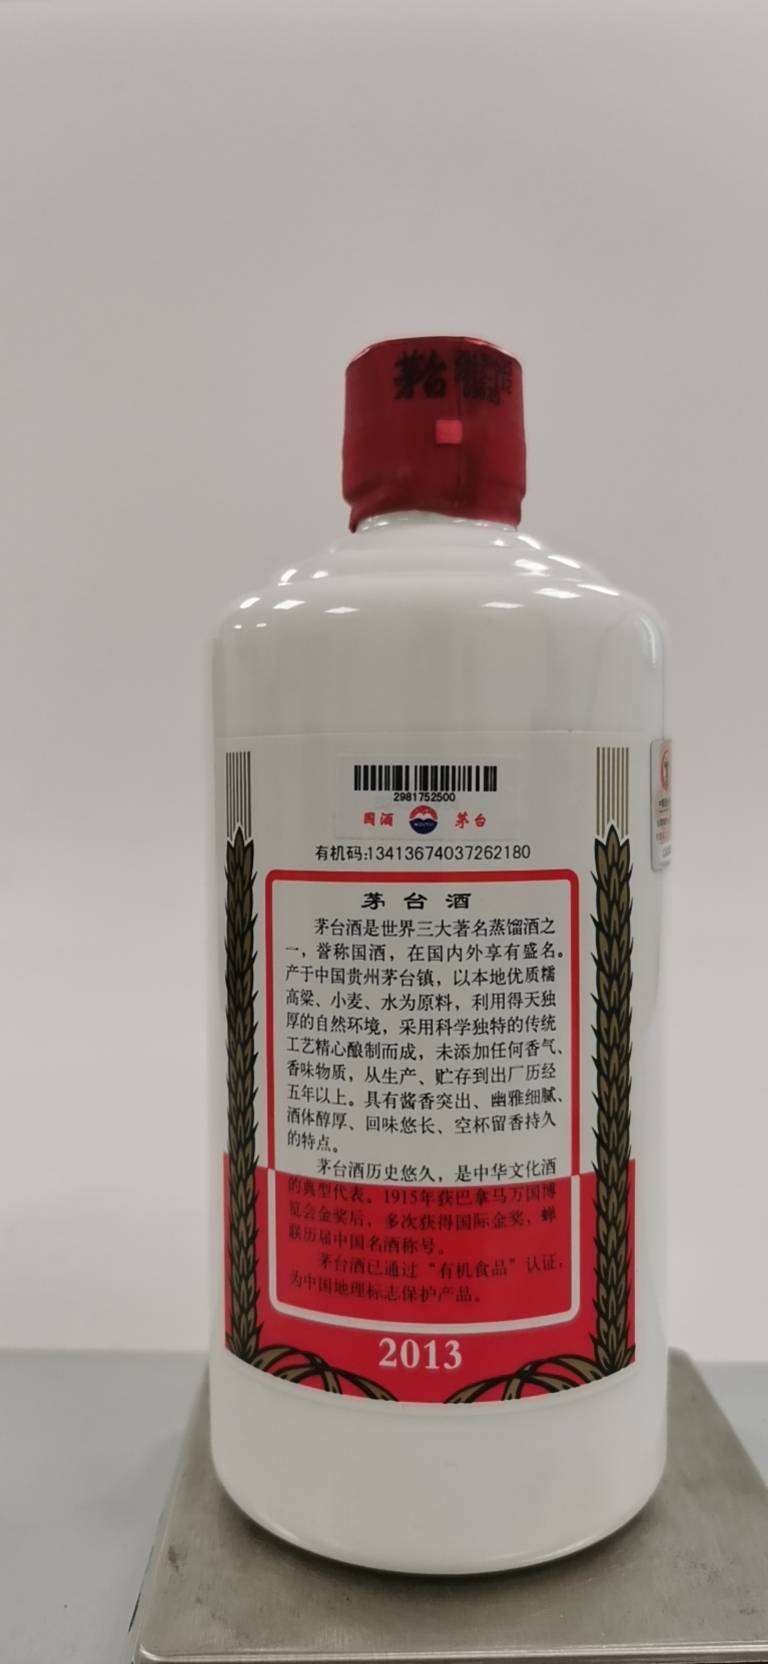 茅台
2981752500
国酒 茅台
有机码:13413674037262180
茅台酒
茅台酒是世界三大著名蒸馏酒之
一，誉称国酒，在国内外享有盛名。
产于中国贵州茅台镇，以本地优质糯
高粱、小麦、水为原料，利用得天独
厚的自然环境，采用科学独特的传统
工艺精心酿制而成，未添加任何香气、
香味物质，从生产、贮存到出厂历经
五年以上。具有酱香突出、幽雅细腻、
酒体醇厚、回味悠长、空杯留香持久
的特点。
茅台酒历史悠久，是中华文化酒
的典型代表。1915年获巴拿马万国博
览会金奖后，多次获得国际金奖、蝉
联历届中国名酒称号。
茅台酒已通过“有机食品”认证，
为中国地理标志保护产品。
2013